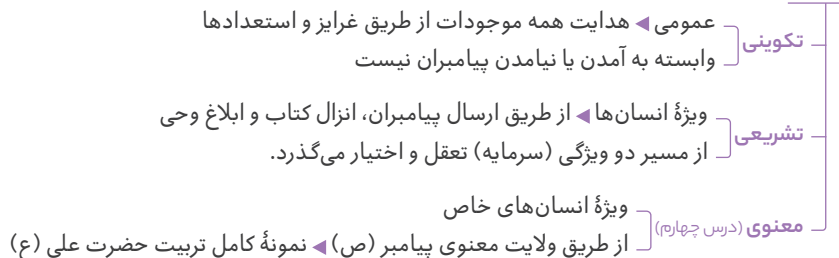 عمومی ◀ هدایت همه موجودات از طریق غرایز و استعدادها
تکوینی
وابسته به آمدن یا نیامدن پیامبران نیست
ویژهٔ انسان‌ها ◀ از طریق ارسال پیامبران، انزال کتاب و ابلاغ وحی
تشریعی
از مسیر دو ویژگی (سرمایه) تعقل و اختیار می‌گذرد.
ویژهٔ انسان‌های خاص
معنوی (درس چهارم)
از طریق ولایت معنوی پیامبر (ص) ◀ نمونهٔ کامل تربیت حضرت علی (ع)